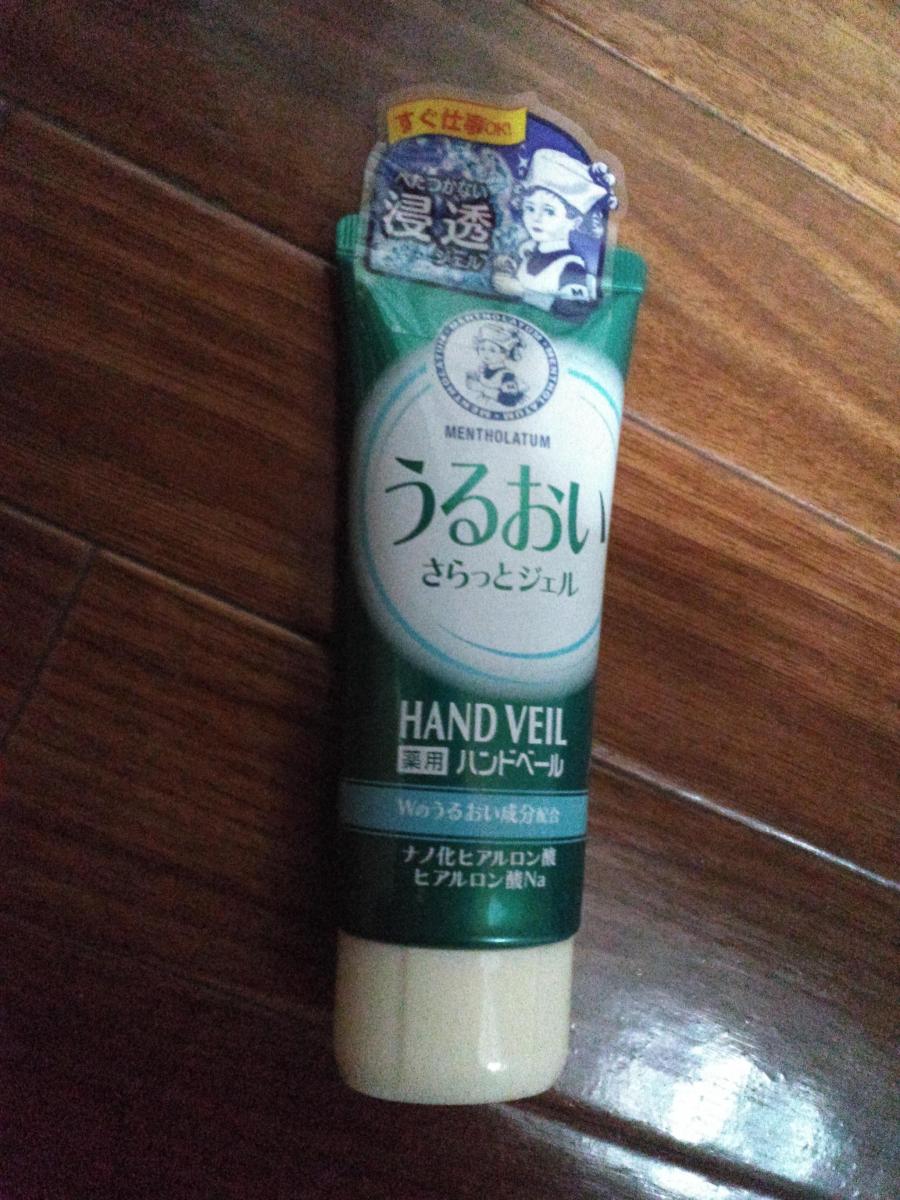 すぐ仕事OK!
べたつかない
浸透
ジェル
MENTHOLATUM・MENTHOLATUM・MENTHOLATUM
MENTHOLATUM
うるおい
さらっとジェル
HAND VEIL
薬用 ハンドベール
Wのうるおい成分配合
ナノ化ヒアルロン酸
ヒアルロン酸Na